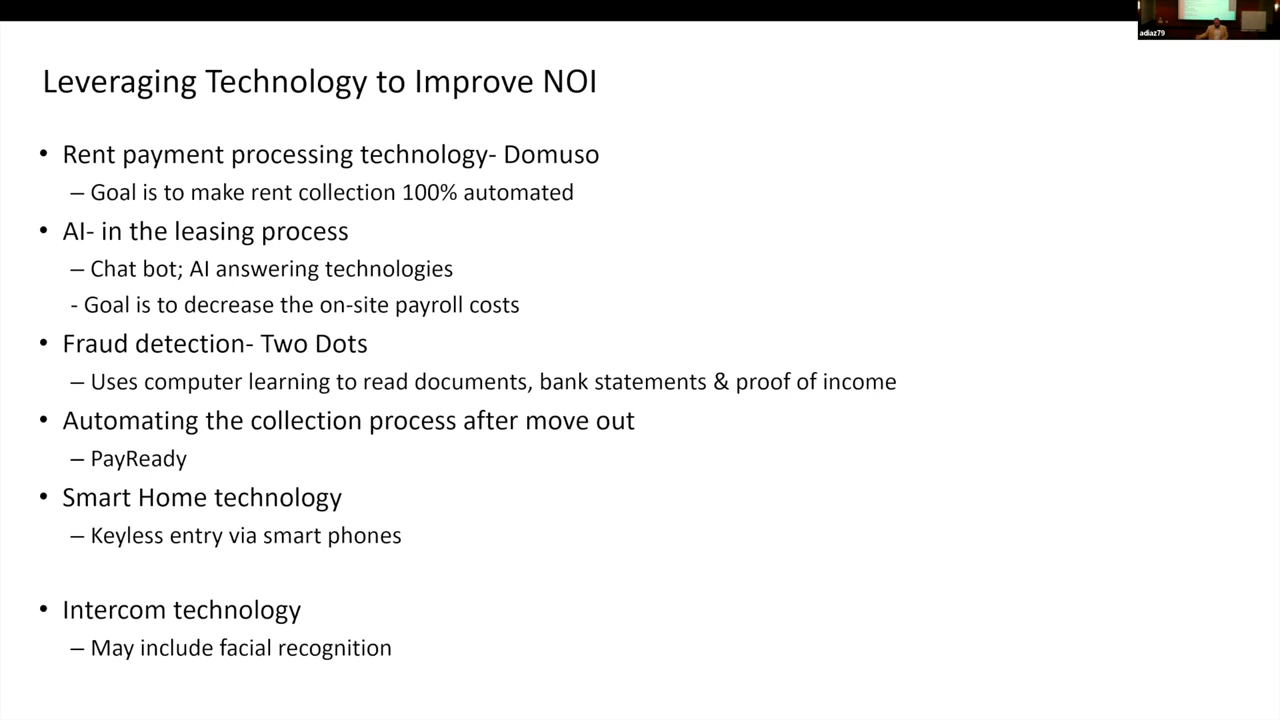 adiaz79
Leveraging Technology to Improve NOI
• Rent payment processing technology- Domuso
– Goal is to make rent collection 100% automated
• AI- in the leasing process
– Chat bot; AI answering technologies
- Goal is to decrease the on-site payroll costs
• Fraud detection- Two Dots
– Uses computer learning to read documents, bank statements & proof of income
• Automating the collection process after move out
– PayReady
• Smart Home technology
– Keyless entry via smart phones
• Intercom technology
– May include facial recognition